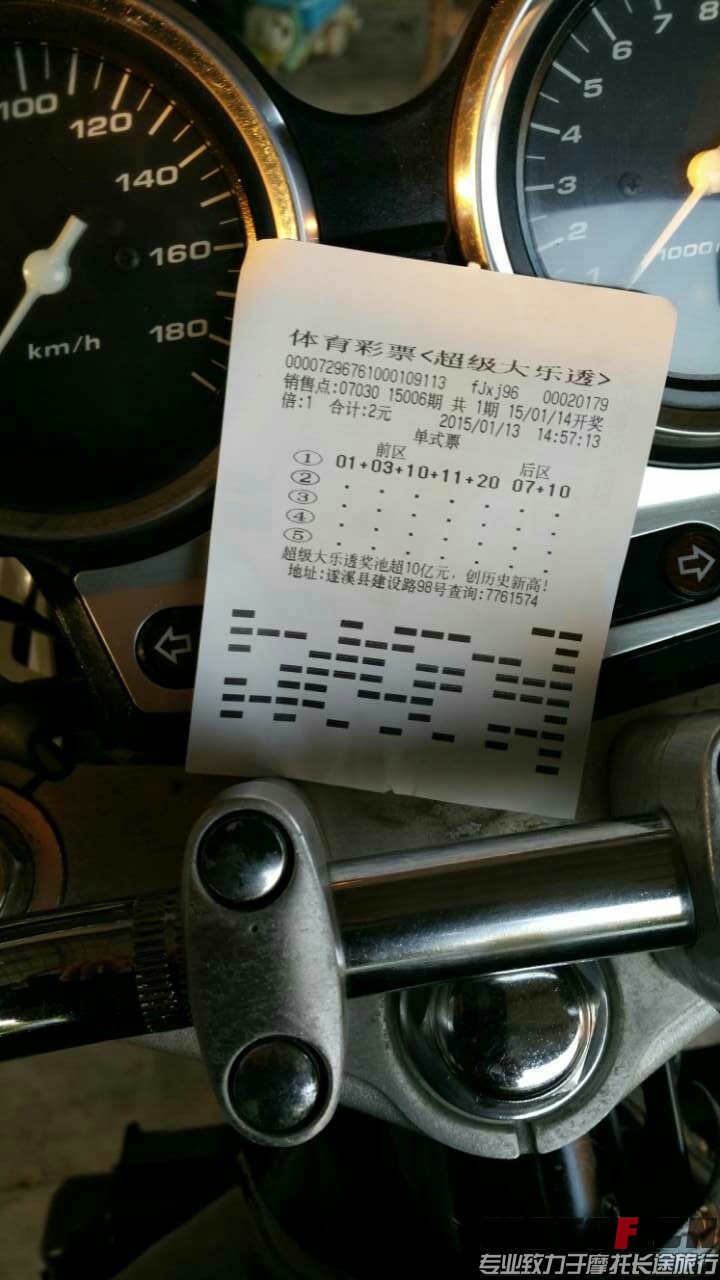 100
120
140
160
180
km/h
8
7
6
5
4
3
2
1
1000
体育彩票<超级大乐透>
00007296761000109113 fJxj96 00020179
销售点:07030 15006期 共 1期 15/01/14开奖
倍:1 合计:2元 2015/01/13 14:57:13
单式票
前区 后区
① 01+03+10+11+20 07+10
②
③
④
⑤
超级大乐透奖池超10亿元，创历史新高!
地址:遂溪县建设路98号查询:7761574
专业致力于摩托长途旅行